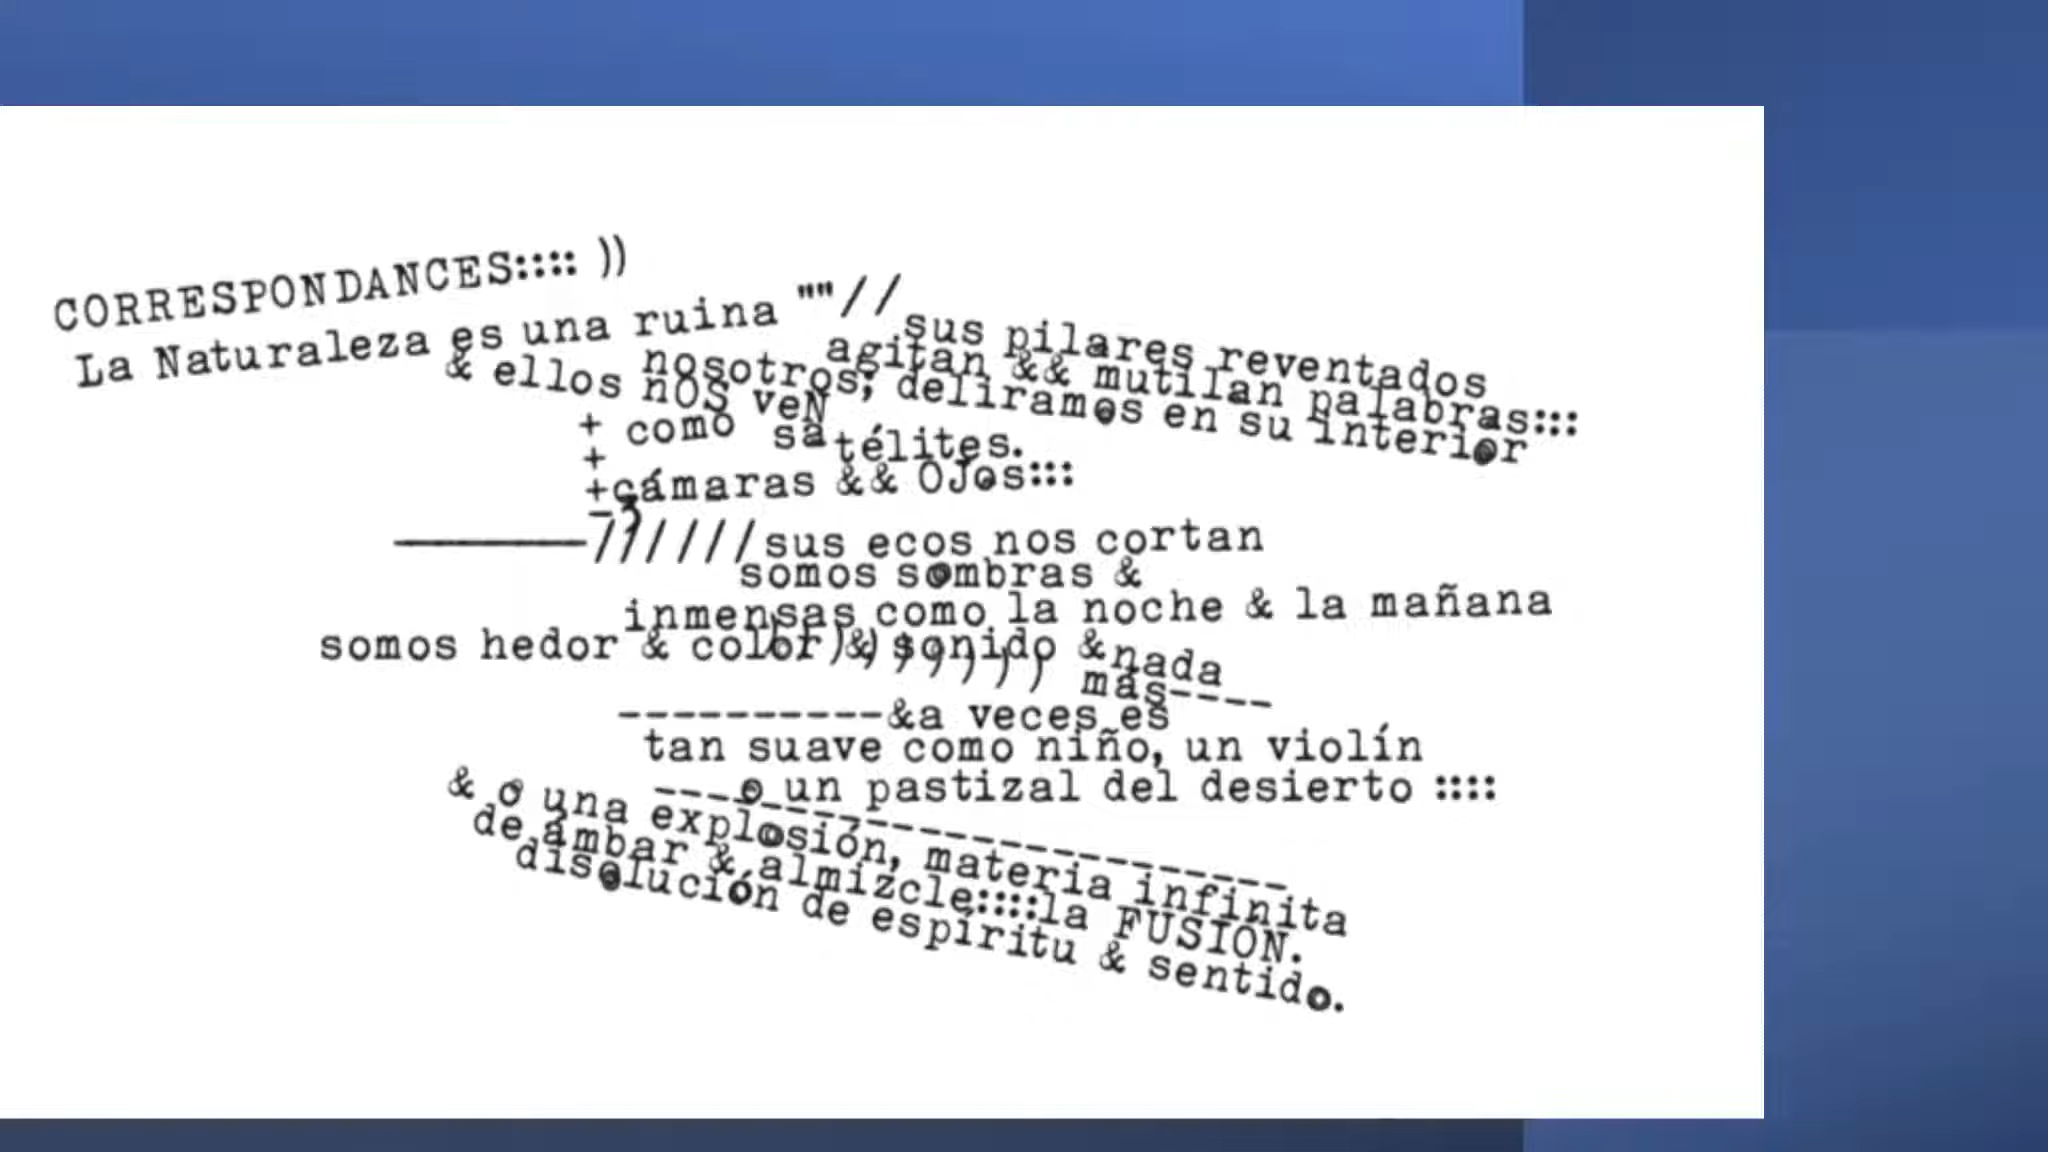 CORRESPONDANCES:::: ))
La Naturaleza es una ruina ""//
sus pilares reventados
agitan && mutilan palabras:::
nosotros; deliramos en su interior
& ellos nOS veN
+ como satélites.
+
+cámaras && OJos:::
-?
————//////sus ecos nos cortan
somos sombras &
inmensas como la noche & la mañana
somos hedor & color & sonido &nada
))))))))) más----
----------&a veces es
tan suave como niño, un violín
o un pastizal del desierto ::::
--------------------
& o una explosión, materia infinita
de ámbar & almizcle::::la FUSIÓN.
disolución de espíritu & sentido.